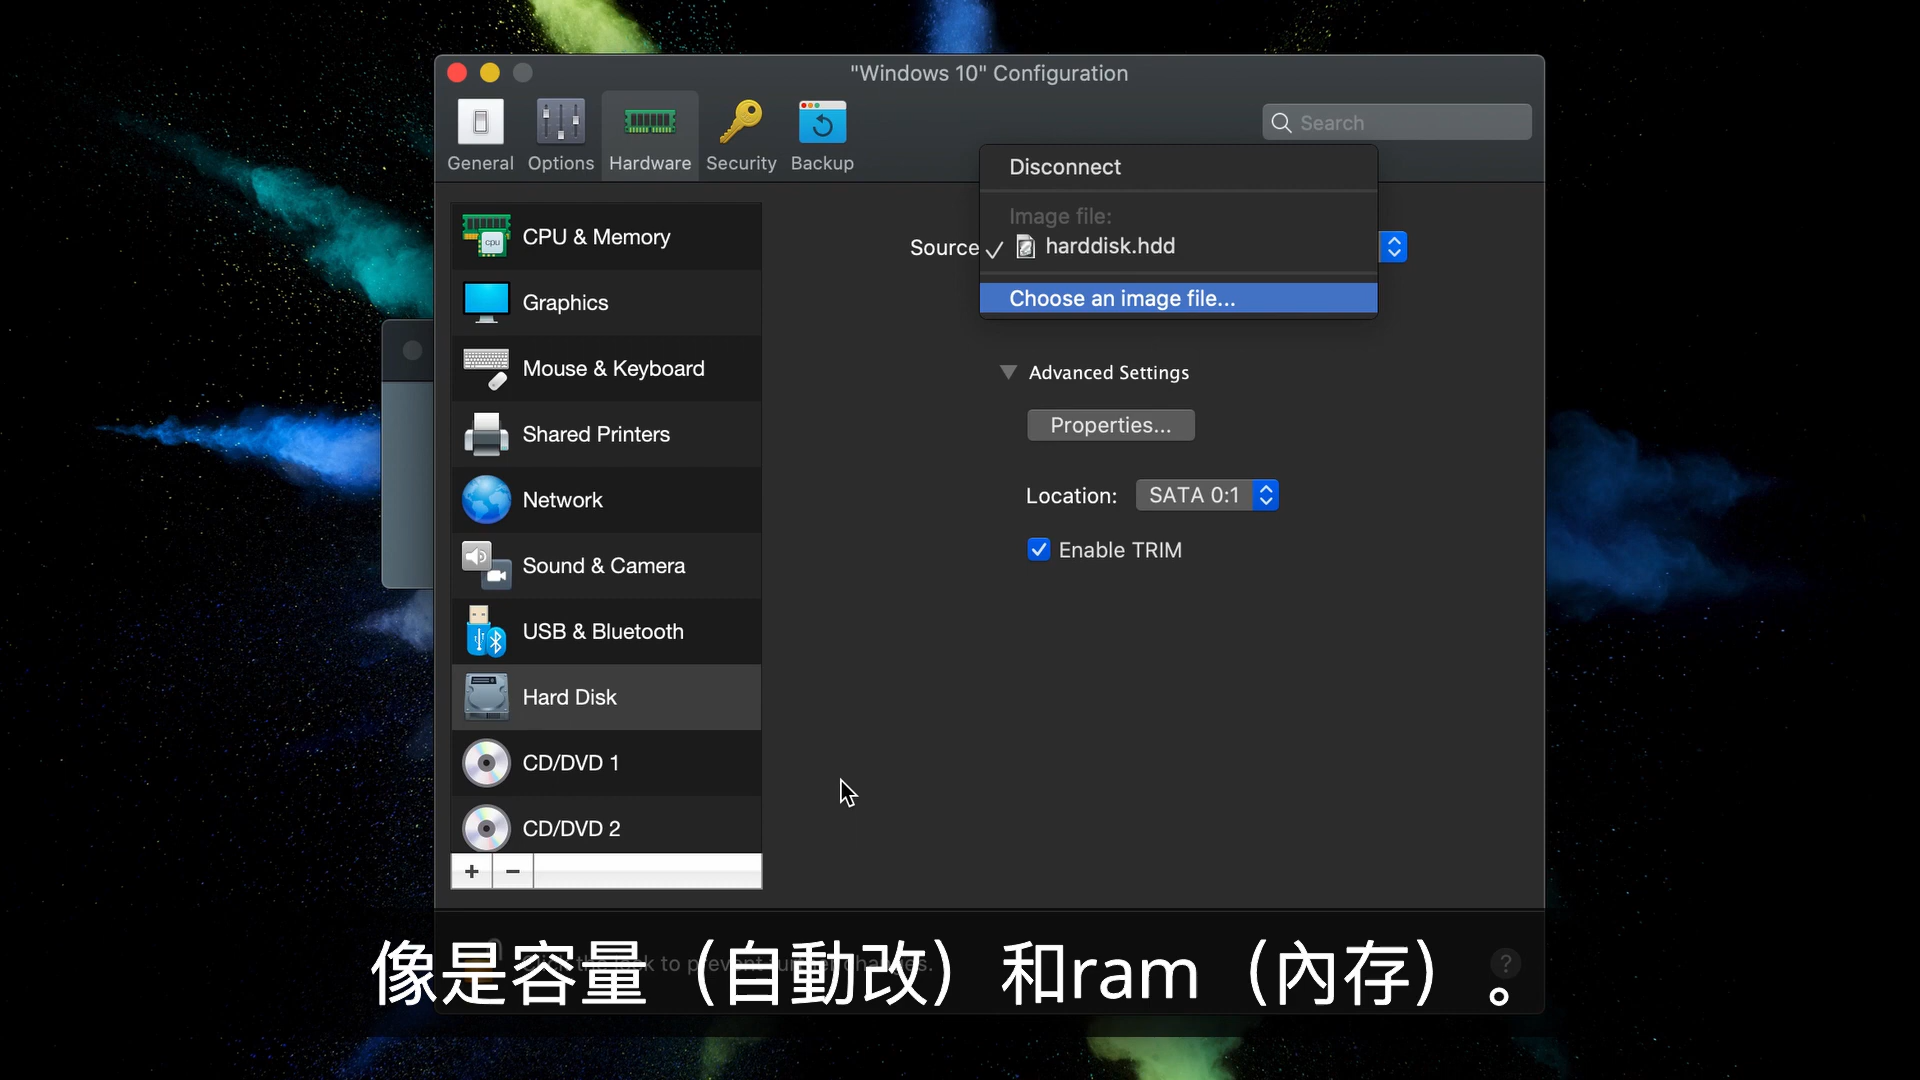 "Windows 10" Configuration
General
Options
Hardware
Security
Backup
Search
Disconnect
Image file:
Source
harddisk.hdd
Choose an image file...
CPU & Memory
cpu
Graphics
Mouse & Keyboard
Shared Printers
Network
Sound & Camera
USB & Bluetooth
Hard Disk
CD/DVD 1
CD/DVD 2
Advanced Settings
Properties...
Location:
SATA 0:1
Enable TRIM
+ −
?
像是容量（自動改）和ram（內存）。